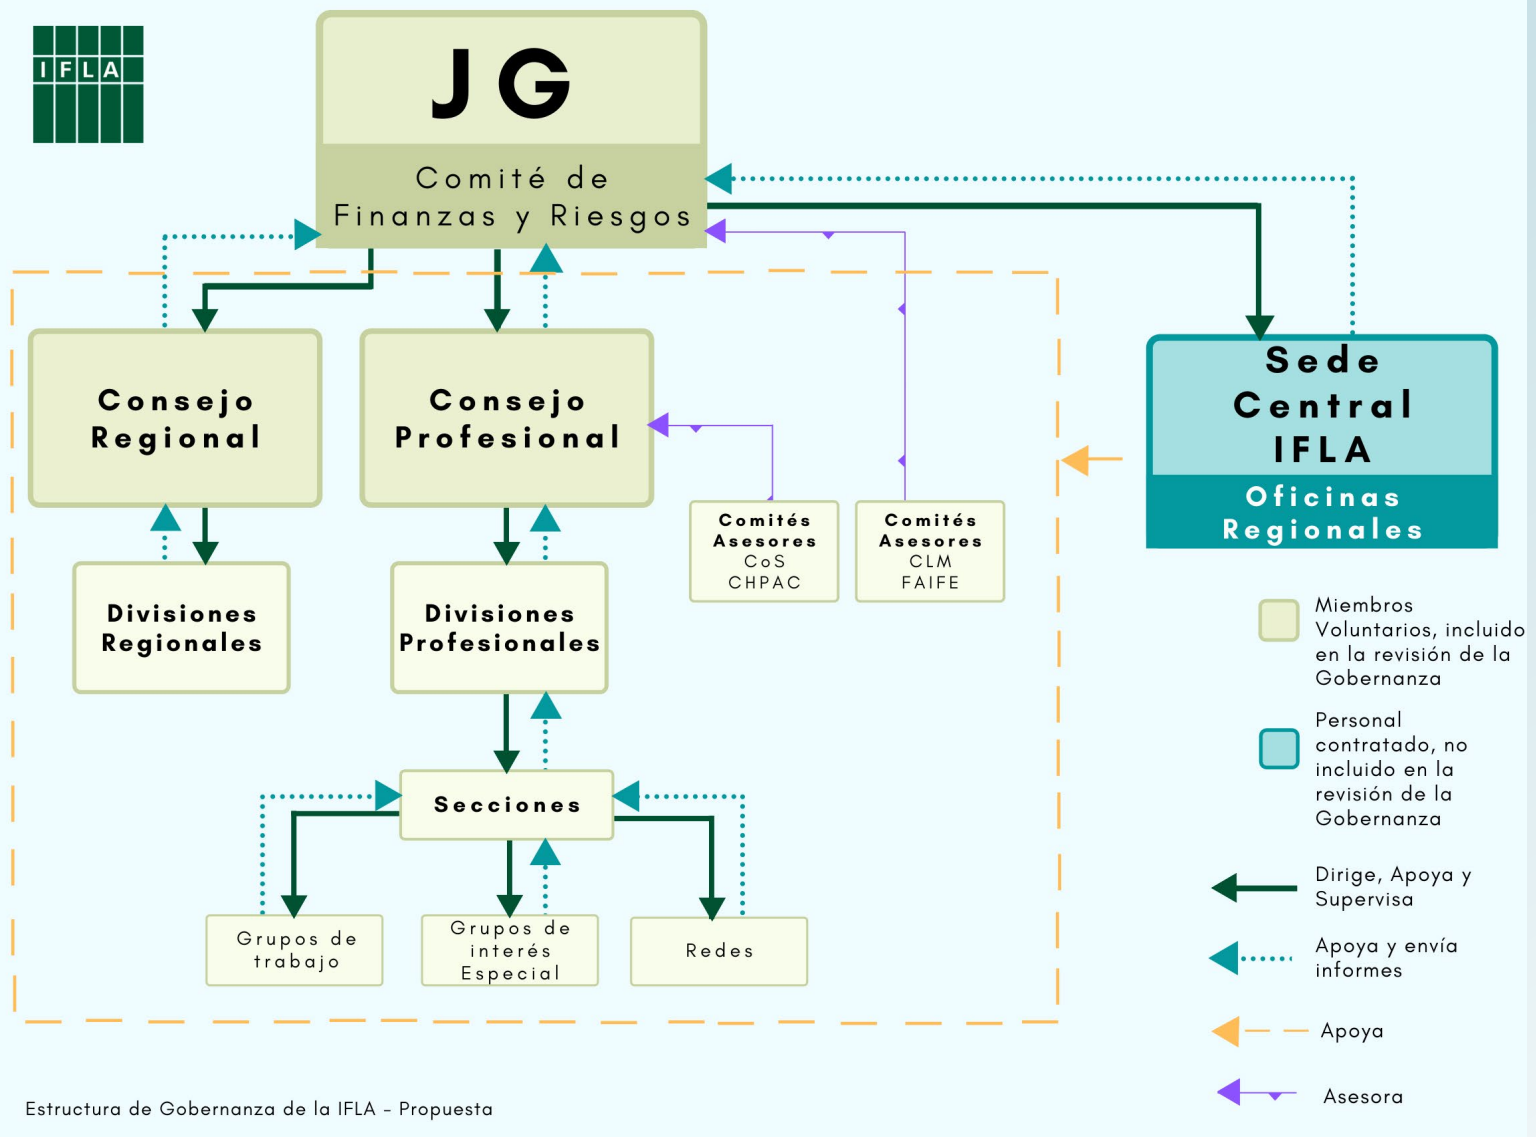 IFLA
JG
Comité de
Finanzas y Riesgos
Consejo
Regional
Consejo
Profesional
Sede
Central
IFLA
Oficinas
Regionales
Comités
Asesores
CoS
CHPAC
Comités
Asesores
CLM
FAIFE
Divisiones
Regionales
Divisiones
Profesionales
Secciones
Grupos de
trabajo
Grupos de
interés
Especial
Redes
Miembros
Voluntarios, incluido
en la revisión de la
Gobernanza
Personal
contratado, no
incluido en la
revisión de la
Gobernanza
Dirige, Apoya y
Supervisa
Apoya y envía
informes
Apoya
Asesora
Estructura de Gobernanza de la IFLA - Propuesta